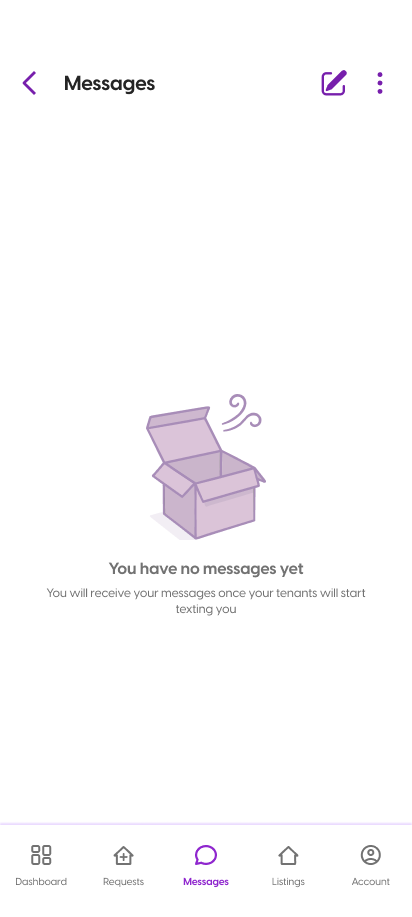 Messages
You have no messages yet
You will receive your messages once your tenants will start
texting you
Dashboard
Requests
Messages
Listings
Account